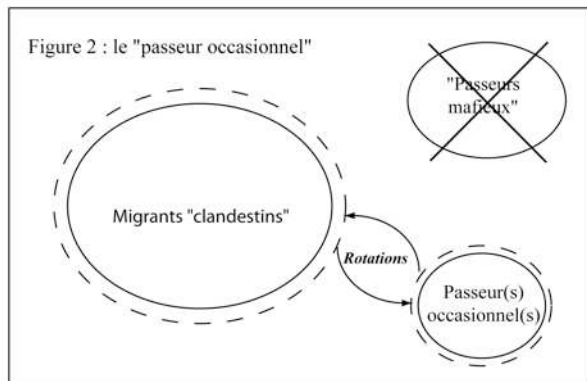 Figure 2 : le "passeur occasionnel"
"Passeurs
mafieux"
Migrants "clandestins"
Rotations
Passeur(s)
occasionnel(s)